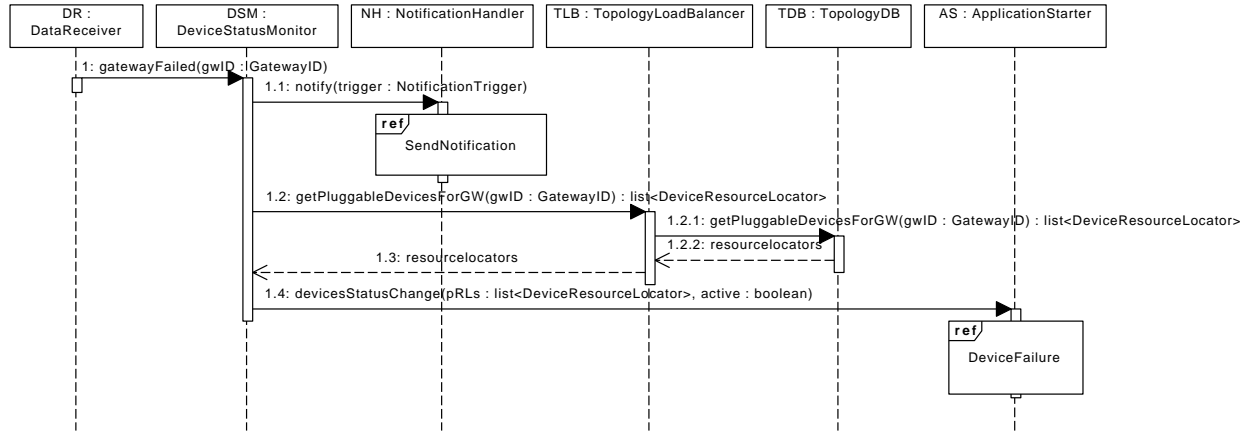 DR :
DataReceiver
DSM :
DeviceStatusMonitor
NH : NotificationHandler
TLB : TopologyLoadBalancer
TDB : TopologyDB
AS : ApplicationStarter
1: gatewayFailed(gwID : GatewayID)
1.1: notify(trigger : NotificationTrigger)
ref
SendNotification
1.2: getPluggableDevicesForGW(gwID : GatewayID) : list<DeviceResourceLocator>
1.2.1: getPluggableDevicesForGW(gwID : GatewayID) : list<DeviceResourceLocator>
1.2.2: resourcelocators
1.3: resourcelocators
1.4: devicesStatusChange(pRLs : list<DeviceResourceLocator>, active : boolean)
ref
DeviceFailure